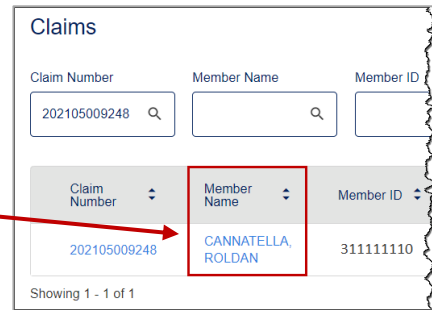 Claims
Claim Number Member Name Member ID
202105009248
Claim Number Member Name Member ID
202105009248 CANNATELLA, ROLDAN 311111110
Showing 1 - 1 of 1